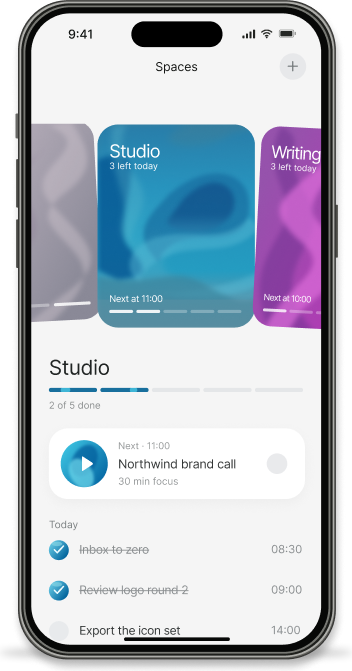 9:41
Spaces
Studio
3 left today
Next at 11:00
Writing
3 left today
Next at 10:00
Studio
2 of 5 done
Next · 11:00
Northwind brand call
30 min focus
Today
Inbox to zero 08:30
Review logo round 2 09:00
Export the icon set 14:00